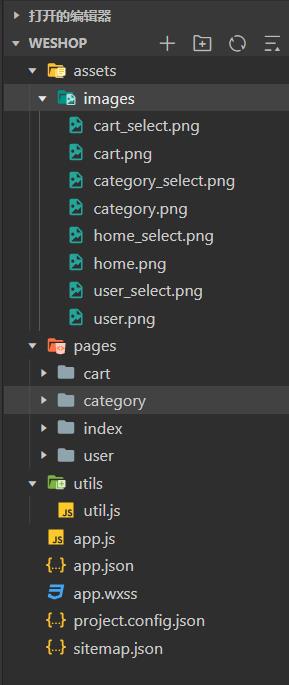 打开的编辑器
WESHOP
assets
images
cart_select.png
cart.png
category_select.png
category.png
home_select.png
home.png
user_select.png
user.png
pages
cart
category
index
user
utils
JS util.js
JS app.js
{..} app.json
app.wxss
{..} project.config.json
{..} sitemap.json